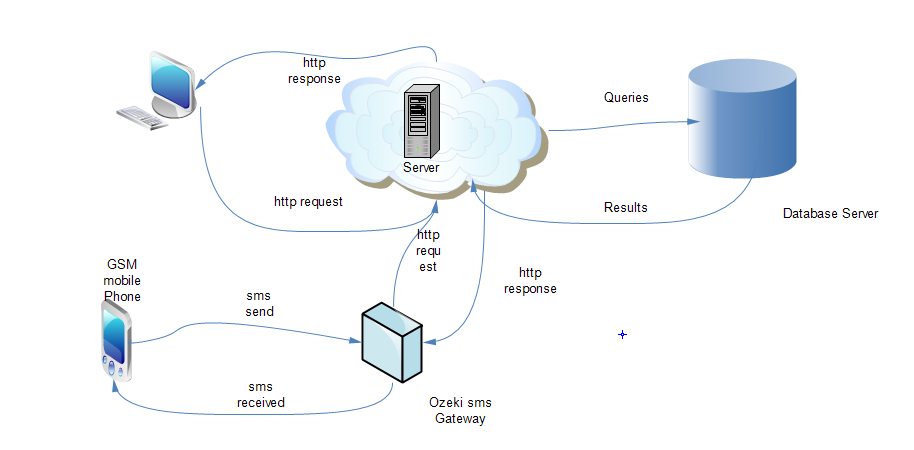 http
response
Queries
Server
http request
Results
Database Server
http
requ
est
GSM
mobile
Phone
http
response
sms
send
sms
received
Ozeki sms
Gateway